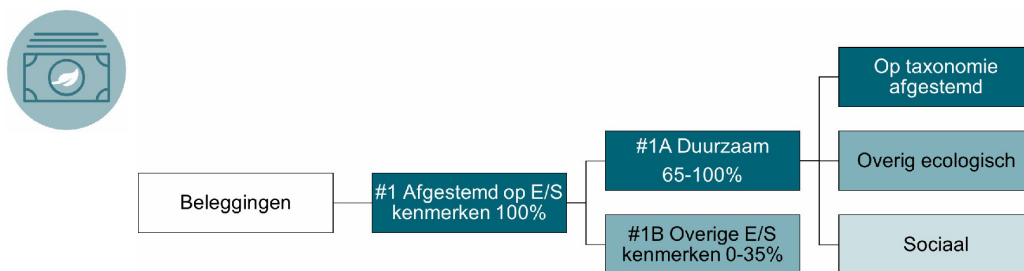 Beleggingen
#1 Afgestemd op E/S
kenmerken 100%
#1A Duurzaam
65-100%
#1B Overige E/S
kenmerken 0-35%
Op taxonomie
afgestemd
Overig ecologisch
Sociaal